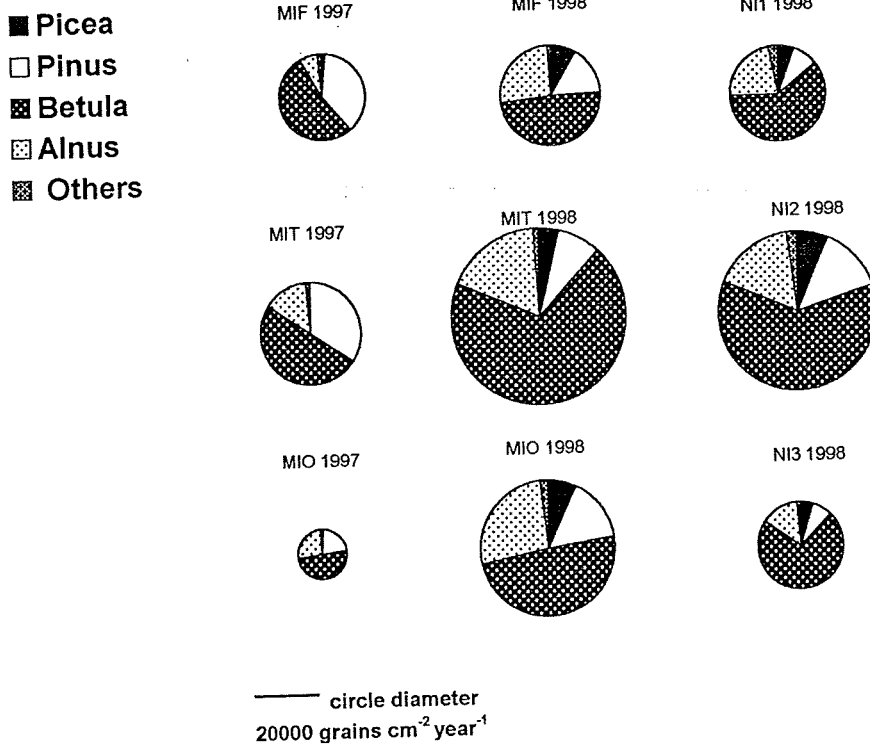 Picea
Pinus
Betula
Alnus
Others
MIF 1997
MIF 1998
NI1 1998
MIT 1997
MIT 1998
NI2 1998
MIO 1997
MIO 1998
NI3 1998
circle diameter
20000 grains cm⁻² year⁻¹